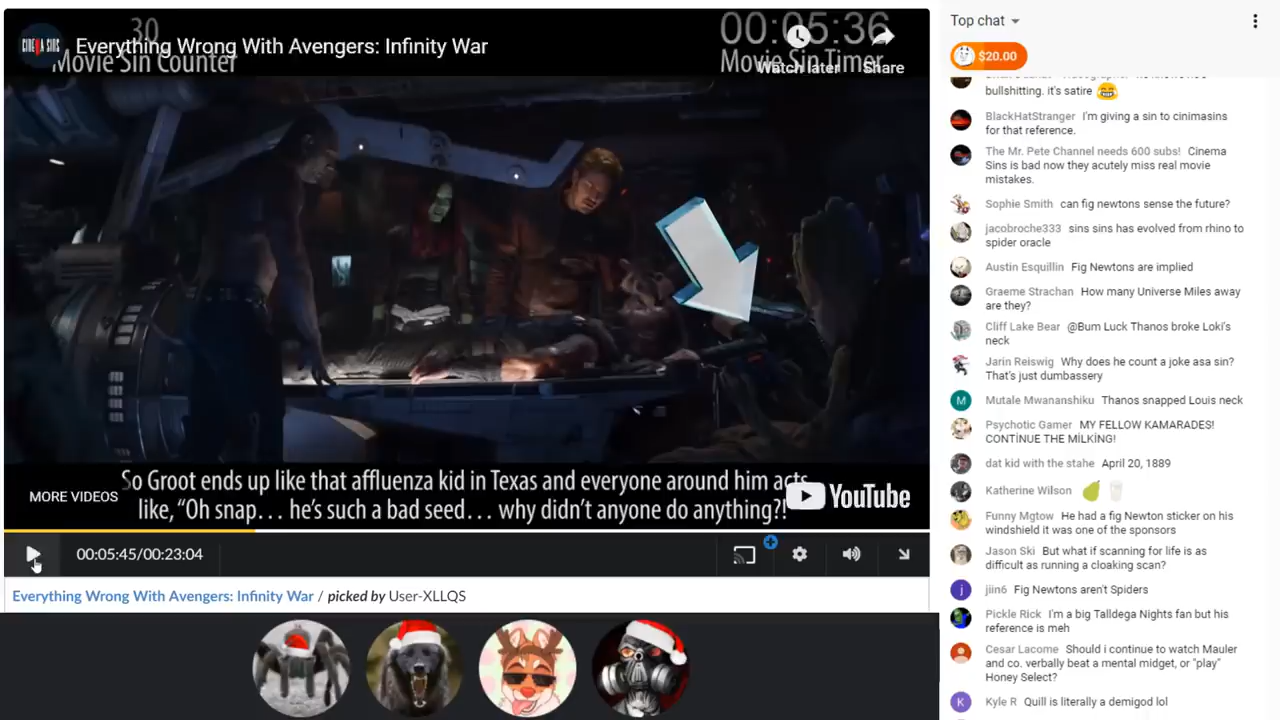 30
Movie Sin Counter
CINEMA SINS
Everything Wrong With Avengers: Infinity War
00:05:36
Movie Sin Timer
Watch later
Share
So Groot ends up like that affluenza kid in Texas and everyone around him acts
like, “Oh snap… he's such a bad seed… why didn't anyone do anything?!
MORE VIDEOS
YouTube
00:05:45/00:23:04
Everything Wrong With Avengers: Infinity War / picked by User-XLLQS
Top chat
$20.00
bullshitting. it's satire 😂
BlackHatStranger I'm giving a sin to cinimasins
for that reference.
The Mr. Pete Channel needs 600 subs! Cinema
Sins is bad now they acutely miss real movie
mistakes.
Sophie Smith can fig newtons sense the future?
jacobroche333 sins sins has evolved from rhino to
spider oracle
Austin Esquillin Fig Newtons are implied
Graeme Strachan How many Universe Miles away
are they?
Cliff Lake Bear @Bum Luck Thanos broke Loki's
neck
Jarin Reiswig Why does he count a joke asa sin?
That's just dumbassery
M
Mutale Mwananshiku Thanos snapped Louis neck
Psychotic Gamer MY FELLOW KAMARADES!
CONTİNUE THE MİLKİNG!
dat kid with the stahe April 20, 1889
Katherine Wilson 🍐🥛
Funny Mgtow He had a fig Newton sticker on his
windshield it was one of the sponsors
Jason Ski But what if scanning for life is as
difficult as running a cloaking scan?
j
jiin6 Fig Newtons aren't Spiders
Pickle Rick I'm a big Talldega Nights fan but his
reference is meh
Cesar Lacome Should i continue to watch Mauler
and co. verbally beat a mental midget, or "play"
Honey Select?
K
Kyle R Quill is literally a demigod lol